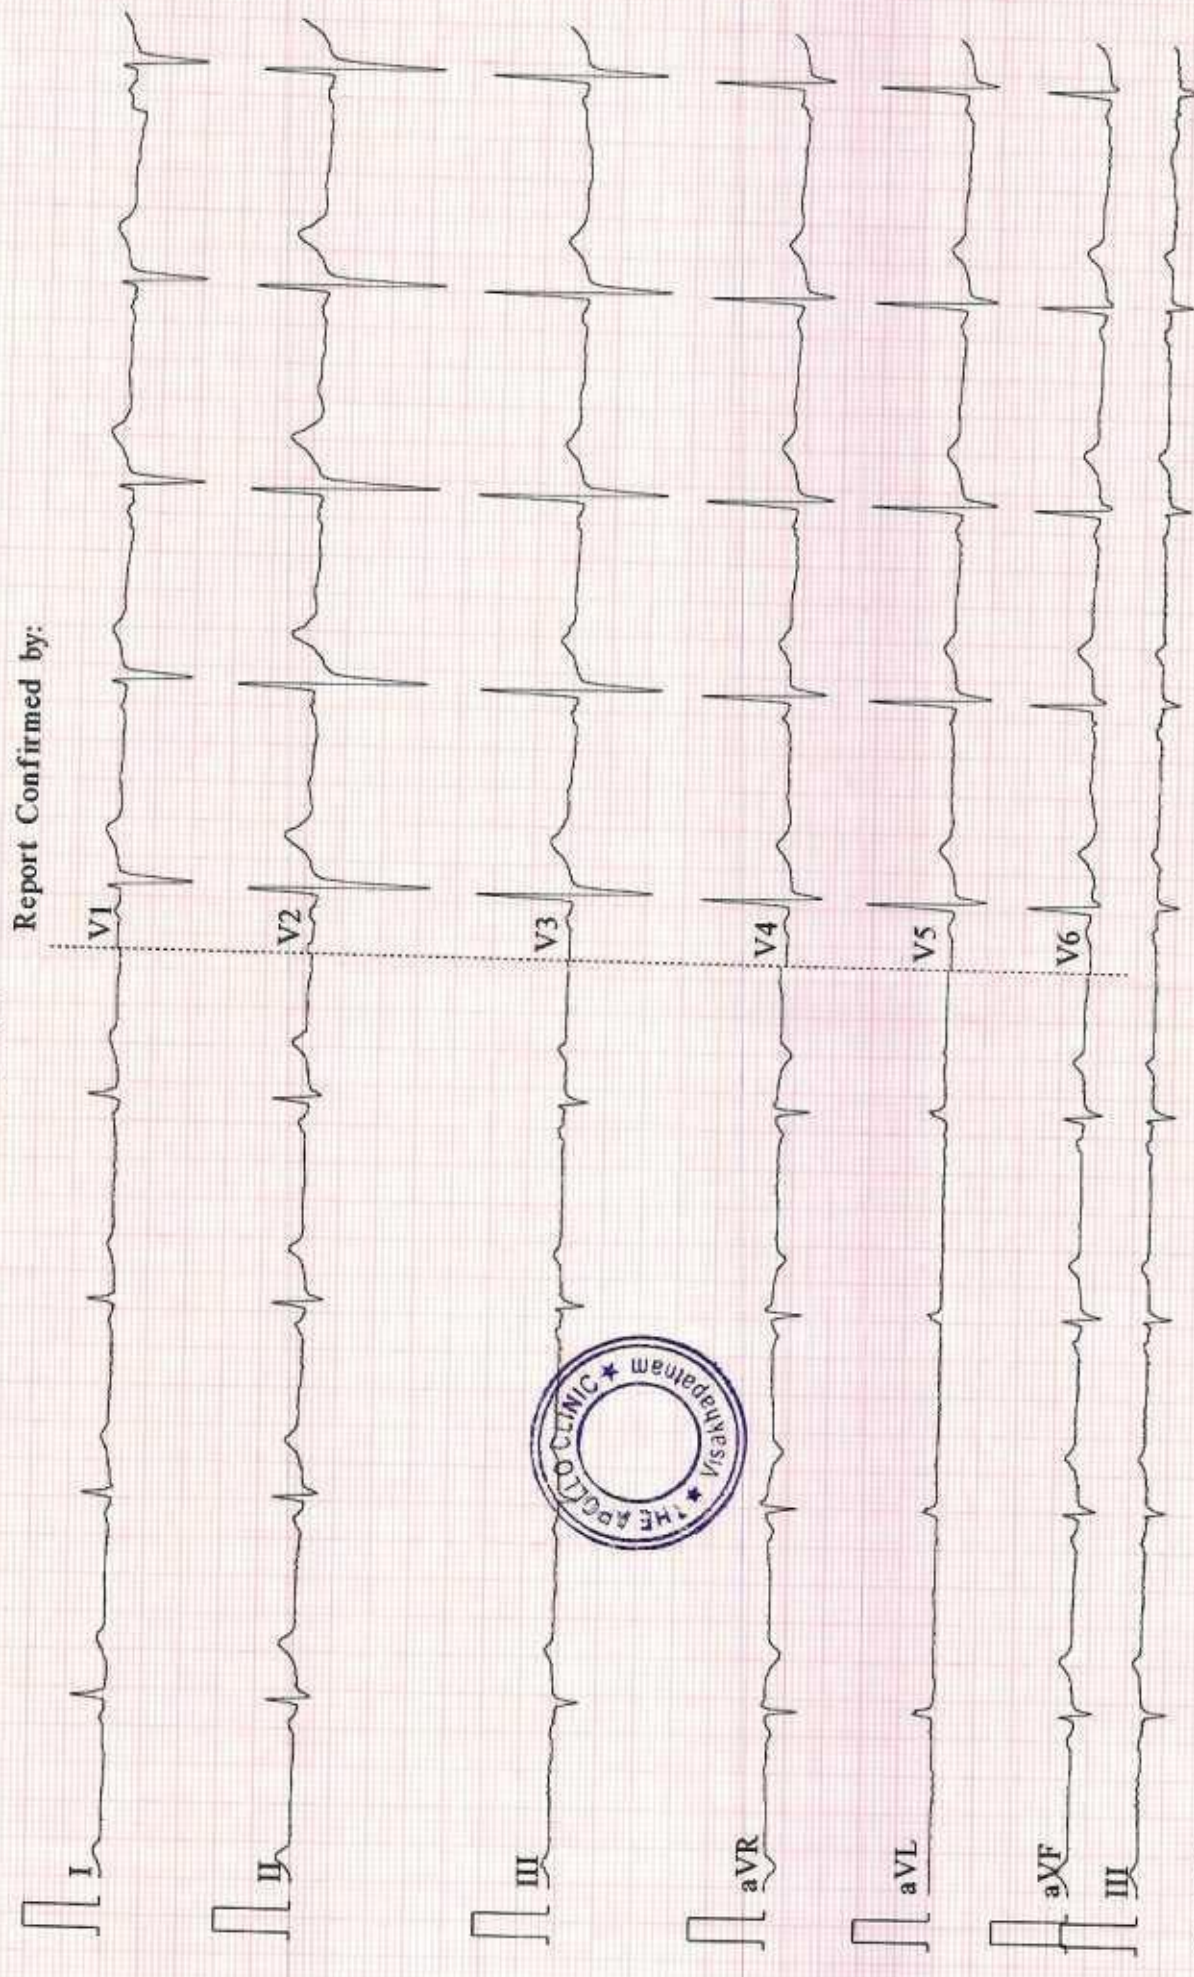 Report Confirmed by:
I
V1
II
V2
III
V3
aVR
V4
aVL
V5
aVF
V6
III
★ THE APOLLO CLINIC ★
Visakhapatnam